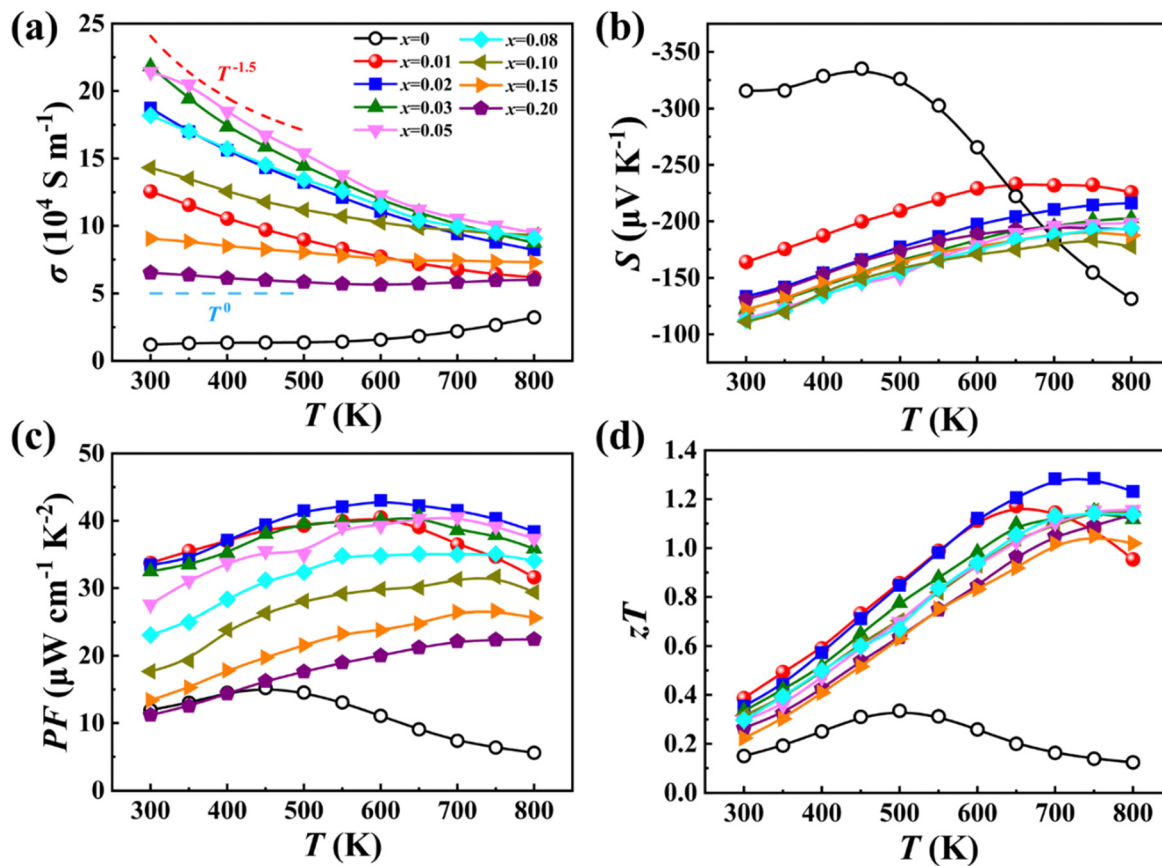 (a)
25
20
15
10
5
0
σ (10⁴ S m⁻¹)
T⁻¹·⁵
T⁰
x=0
x=0.01
x=0.02
x=0.03
x=0.05
x=0.08
x=0.10
x=0.15
x=0.20
300 400 500 600 700 800
T (K)
(b)
-350
-300
-250
-200
-150
-100
S (μV K⁻¹)
300 400 500 600 700 800
T (K)
(c)
50
40
30
20
10
0
PF (μW cm⁻¹ K⁻²)
300 400 500 600 700 800
T (K)
(d)
1.4
1.2
1.0
0.8
0.6
0.4
0.2
0.0
zT
300 400 500 600 700 800
T (K)